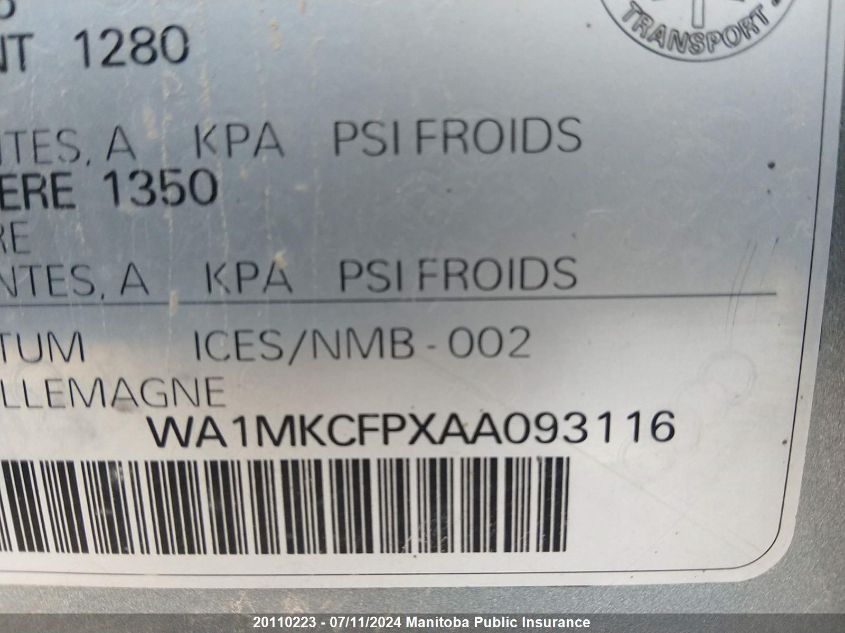 TRANSPORT
NT 1280
NTES, A KPA PSI FROIDS
ERE 1350
RE
NTES, A KPA PSI FROIDS
TUM ICES/NMB-002
LLEMAGNE
WA1MKCFPXAA093116
20110223 - 07/11/2024 Manitoba Public Insurance